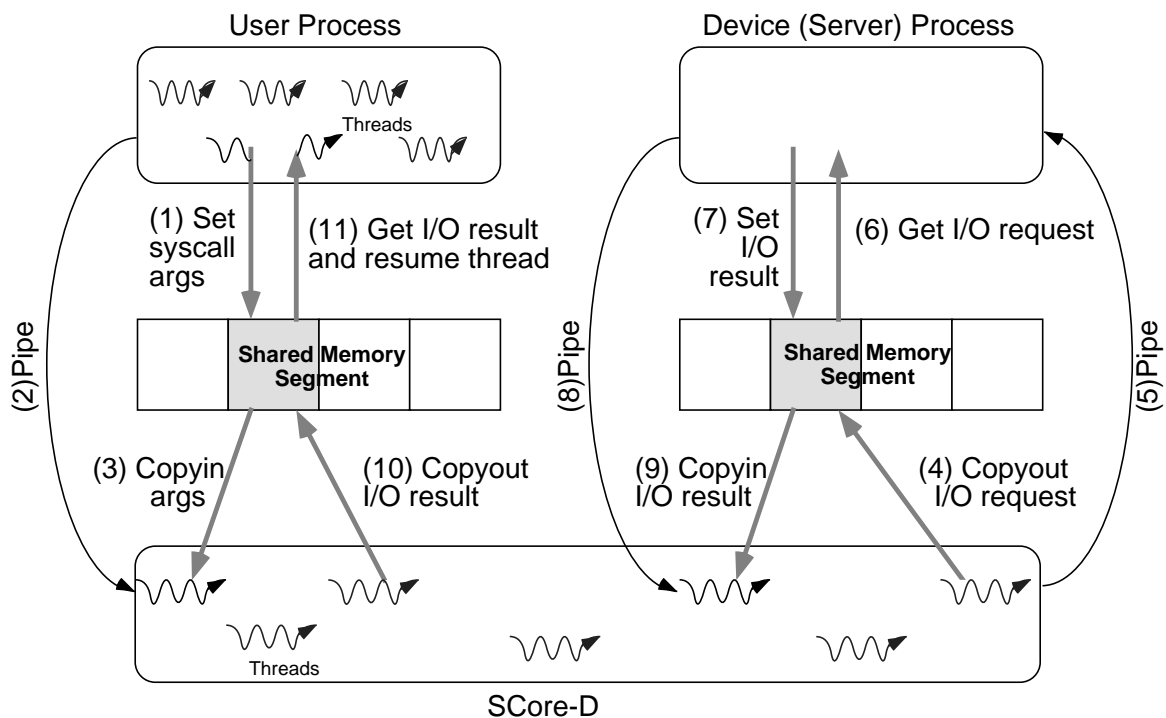 User Process
Device (Server) Process
Threads
(1) Set
syscall
args
(11) Get I/O result
and resume thread
(7) Set
I/O
result
(6) Get I/O request
(2)Pipe
Shared Memory
Segment
(8)Pipe
Shared Memory
Segment
(5)Pipe
(3) Copyin
args
(10) Copyout
I/O result
(9) Copyin
I/O result
(4) Copyout
I/O request
Threads
SCore-D